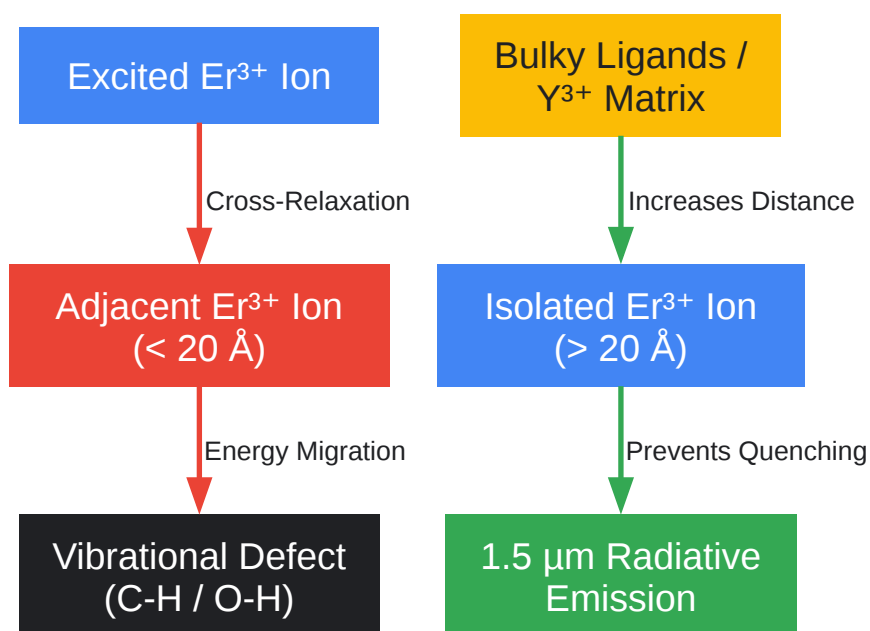 Excited Er³⁺ Ion
Cross-Relaxation
Adjacent Er³⁺ Ion
(< 20 Å)
Energy Migration
Vibrational Defect
(C-H / O-H)
Bulky Ligands /
Y³⁺ Matrix
Increases Distance
Isolated Er³⁺ Ion
(> 20 Å)
Prevents Quenching
1.5 µm Radiative
Emission